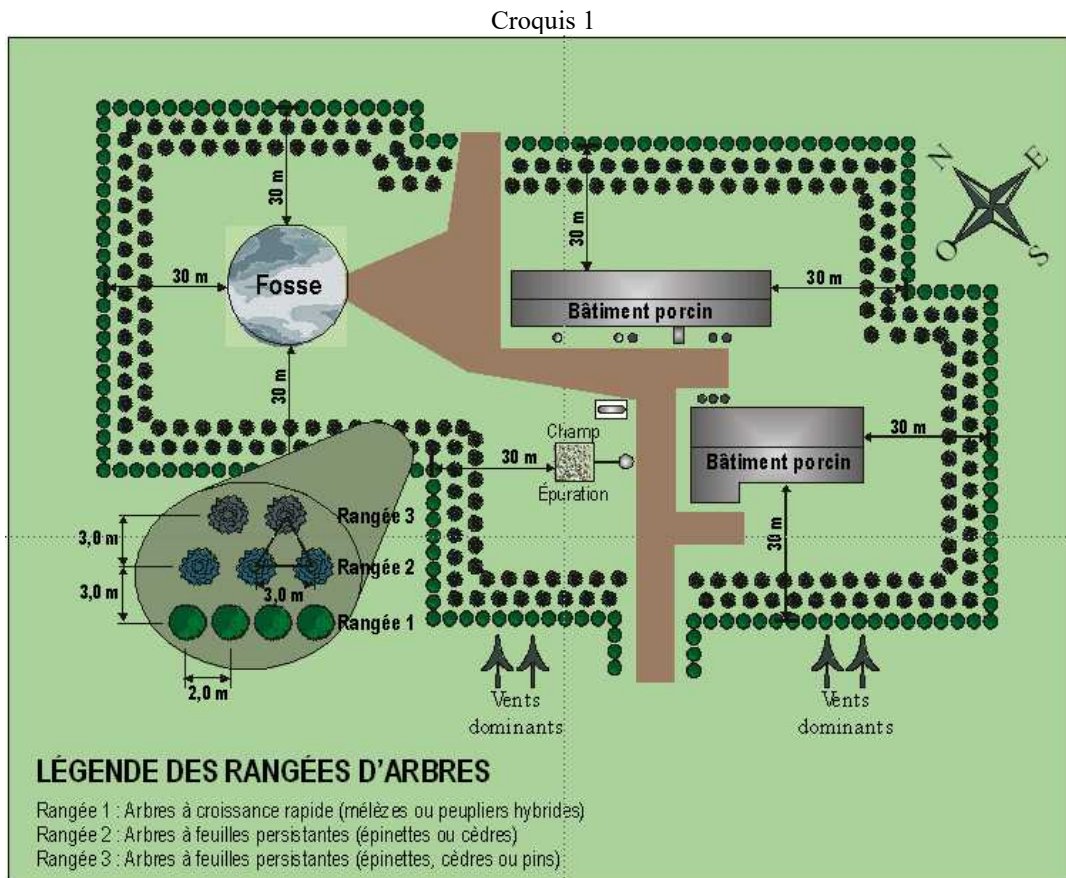 Croquis 1
N
E
O
S
30 m
30 m
30 m
Fosse
30 m
30 m
Bâtiment porcin
30 m
30 m
Champ
Épuration
30 m
Bâtiment porcin
30 m
Rangée 3
3,0 m
Rangée 2
3,0 m
3,0 m
Rangée 1
2,0 m
Vents
dominants
Vents
dominants
LÉGENDE DES RANGÉES D'ARBRES
Rangée 1 : Arbres à croissance rapide (mélèzes ou peupliers hybrides)
Rangée 2 : Arbres à feuilles persistantes (épinettes ou cèdres)
Rangée 3 : Arbres à feuilles persistantes (épinettes, cèdres ou pins)